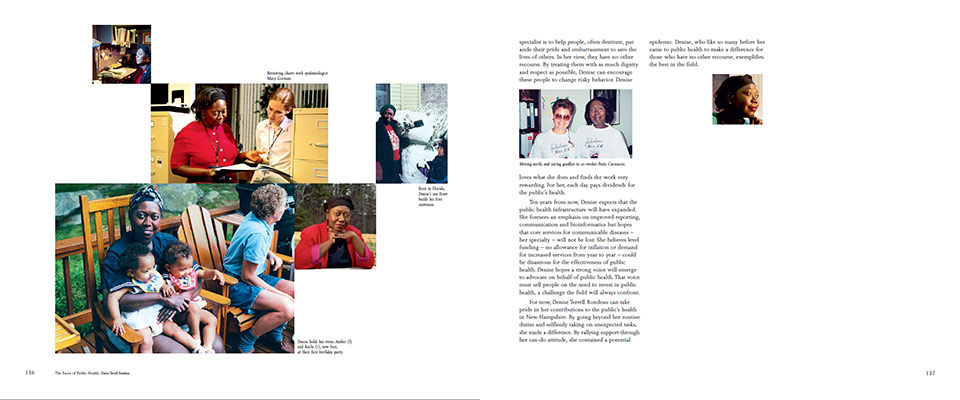 Reviewing charts with epidemiologist
Mary German
Born in Florida,
Denise's son Drew
builds his first
snowman.
Denise holds her twins Amber (l)
and Kayla (r), now four,
at their first birthday party.
136
The Faces of Public Health, Denise Terrell Rondeau
specialist is to help people, often destitute, put
aside their pride and embarrassment to save the
lives of others. In her view, they have no other
recourse. By treating them with as much dignity
and respect as possible, Denise can encourage
these people to change risky behavior. Denise
Moving north, and saying goodbye to co-worker Patty
loves what she does and finds the work very
rewarding. For her, each day pays dividends for
the public's health.
Ten years from now, Denise expects that the
public health infrastructure will have expanded.
She foresees an emphasis on improved reporting,
communication and bioinformatics but hopes
that core services for communicable diseases –
her specialty – will not be lost. She believes level
funding – no allowance for inflation or demand
for increased services from year to year – could
be disastrous for the effectiveness of public
health. Denise hopes a strong voice will emerge
to advocate on behalf of public health. That voice
must sell people on the need to invest in public
health, a challenge the field will always confront.
For now, Denise Terrell Rondeau can take
pride in her contributions to the public's health
in New Hampshire. By going beyond her routine
duties and selflessly taking on unexpected tasks,
she made a difference. By rallying support through
her can-do attitude, she contained a potential
epidemic. Denise, who like so many before her
came to public health to make a difference for
those who have no other recourse, exemplifies
the best in the field.
137